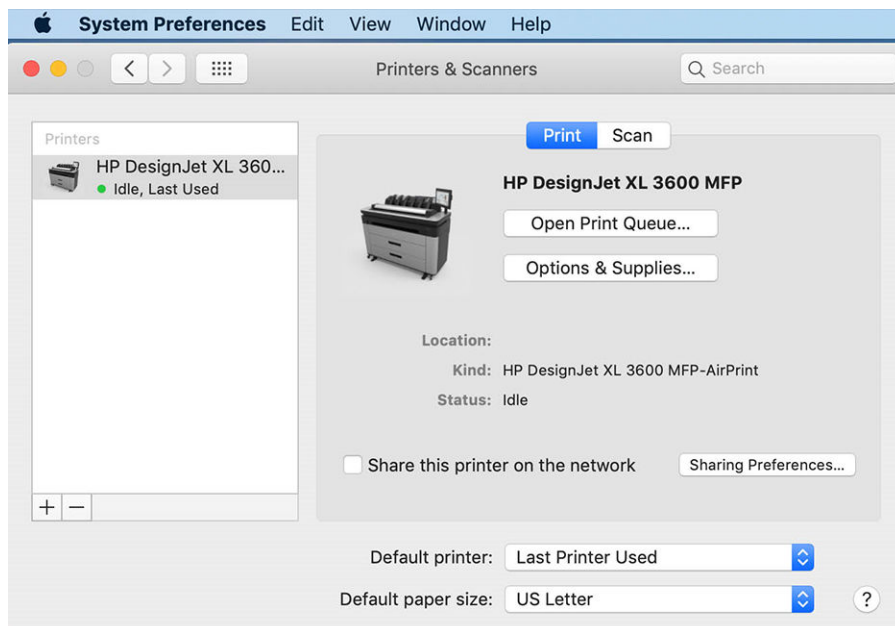 System Preferences Edit View Window Help
Printers & Scanners
Search
Printers
HP DesignJet XL 360...
Idle, Last Used
Print Scan
HP DesignJet XL 3600 MFP
Open Print Queue...
Options & Supplies...
Location:
Kind: HP DesignJet XL 3600 MFP-AirPrint
Status: Idle
Share this printer on the network
Sharing Preferences...
+ −
Default printer: Last Printer Used
Default paper size: US Letter
?